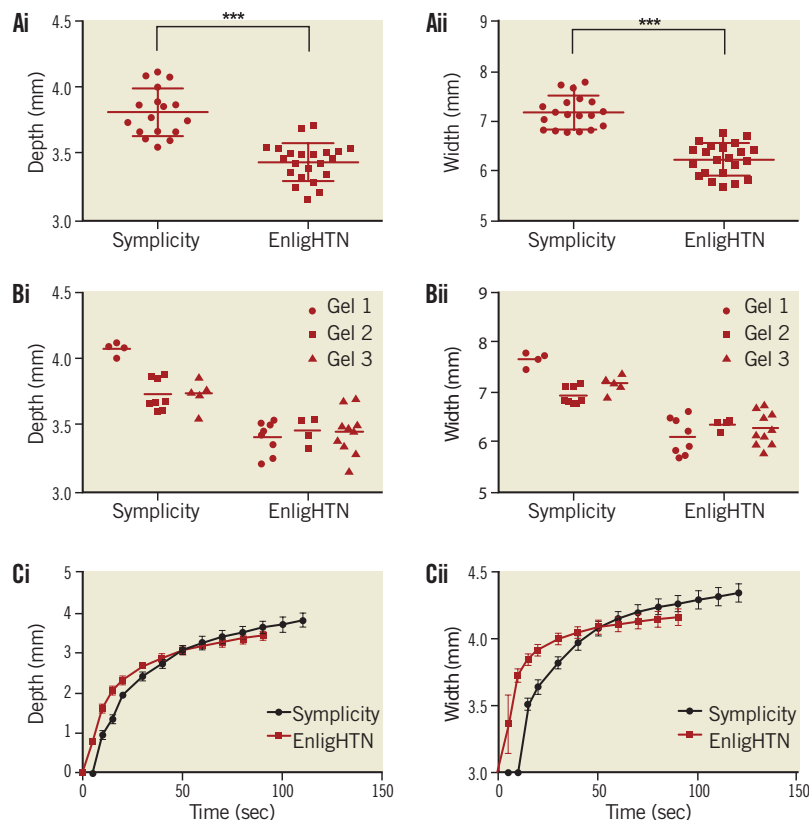 Ai
***
4.5
4.0
3.5
3.0
Depth (mm)
Symplicity EnligHTN
Aii
***
9
8
7
6
5
Width (mm)
Symplicity EnligHTN
Bi
4.5
4.0
3.5
3.0
Depth (mm)
Gel 1
Gel 2
Gel 3
Symplicity EnligHTN
Bii
9
8
7
6
5
Width (mm)
Gel 1
Gel 2
Gel 3
Symplicity EnligHTN
Ci
5
4
3
2
1
0
Depth (mm)
Symplicity
EnligHTN
0 50 100 150
Time (sec)
Cii
4.5
4.0
3.5
3.0
Width (mm)
Symplicity
EnligHTN
0 50 100 150
Time (sec)